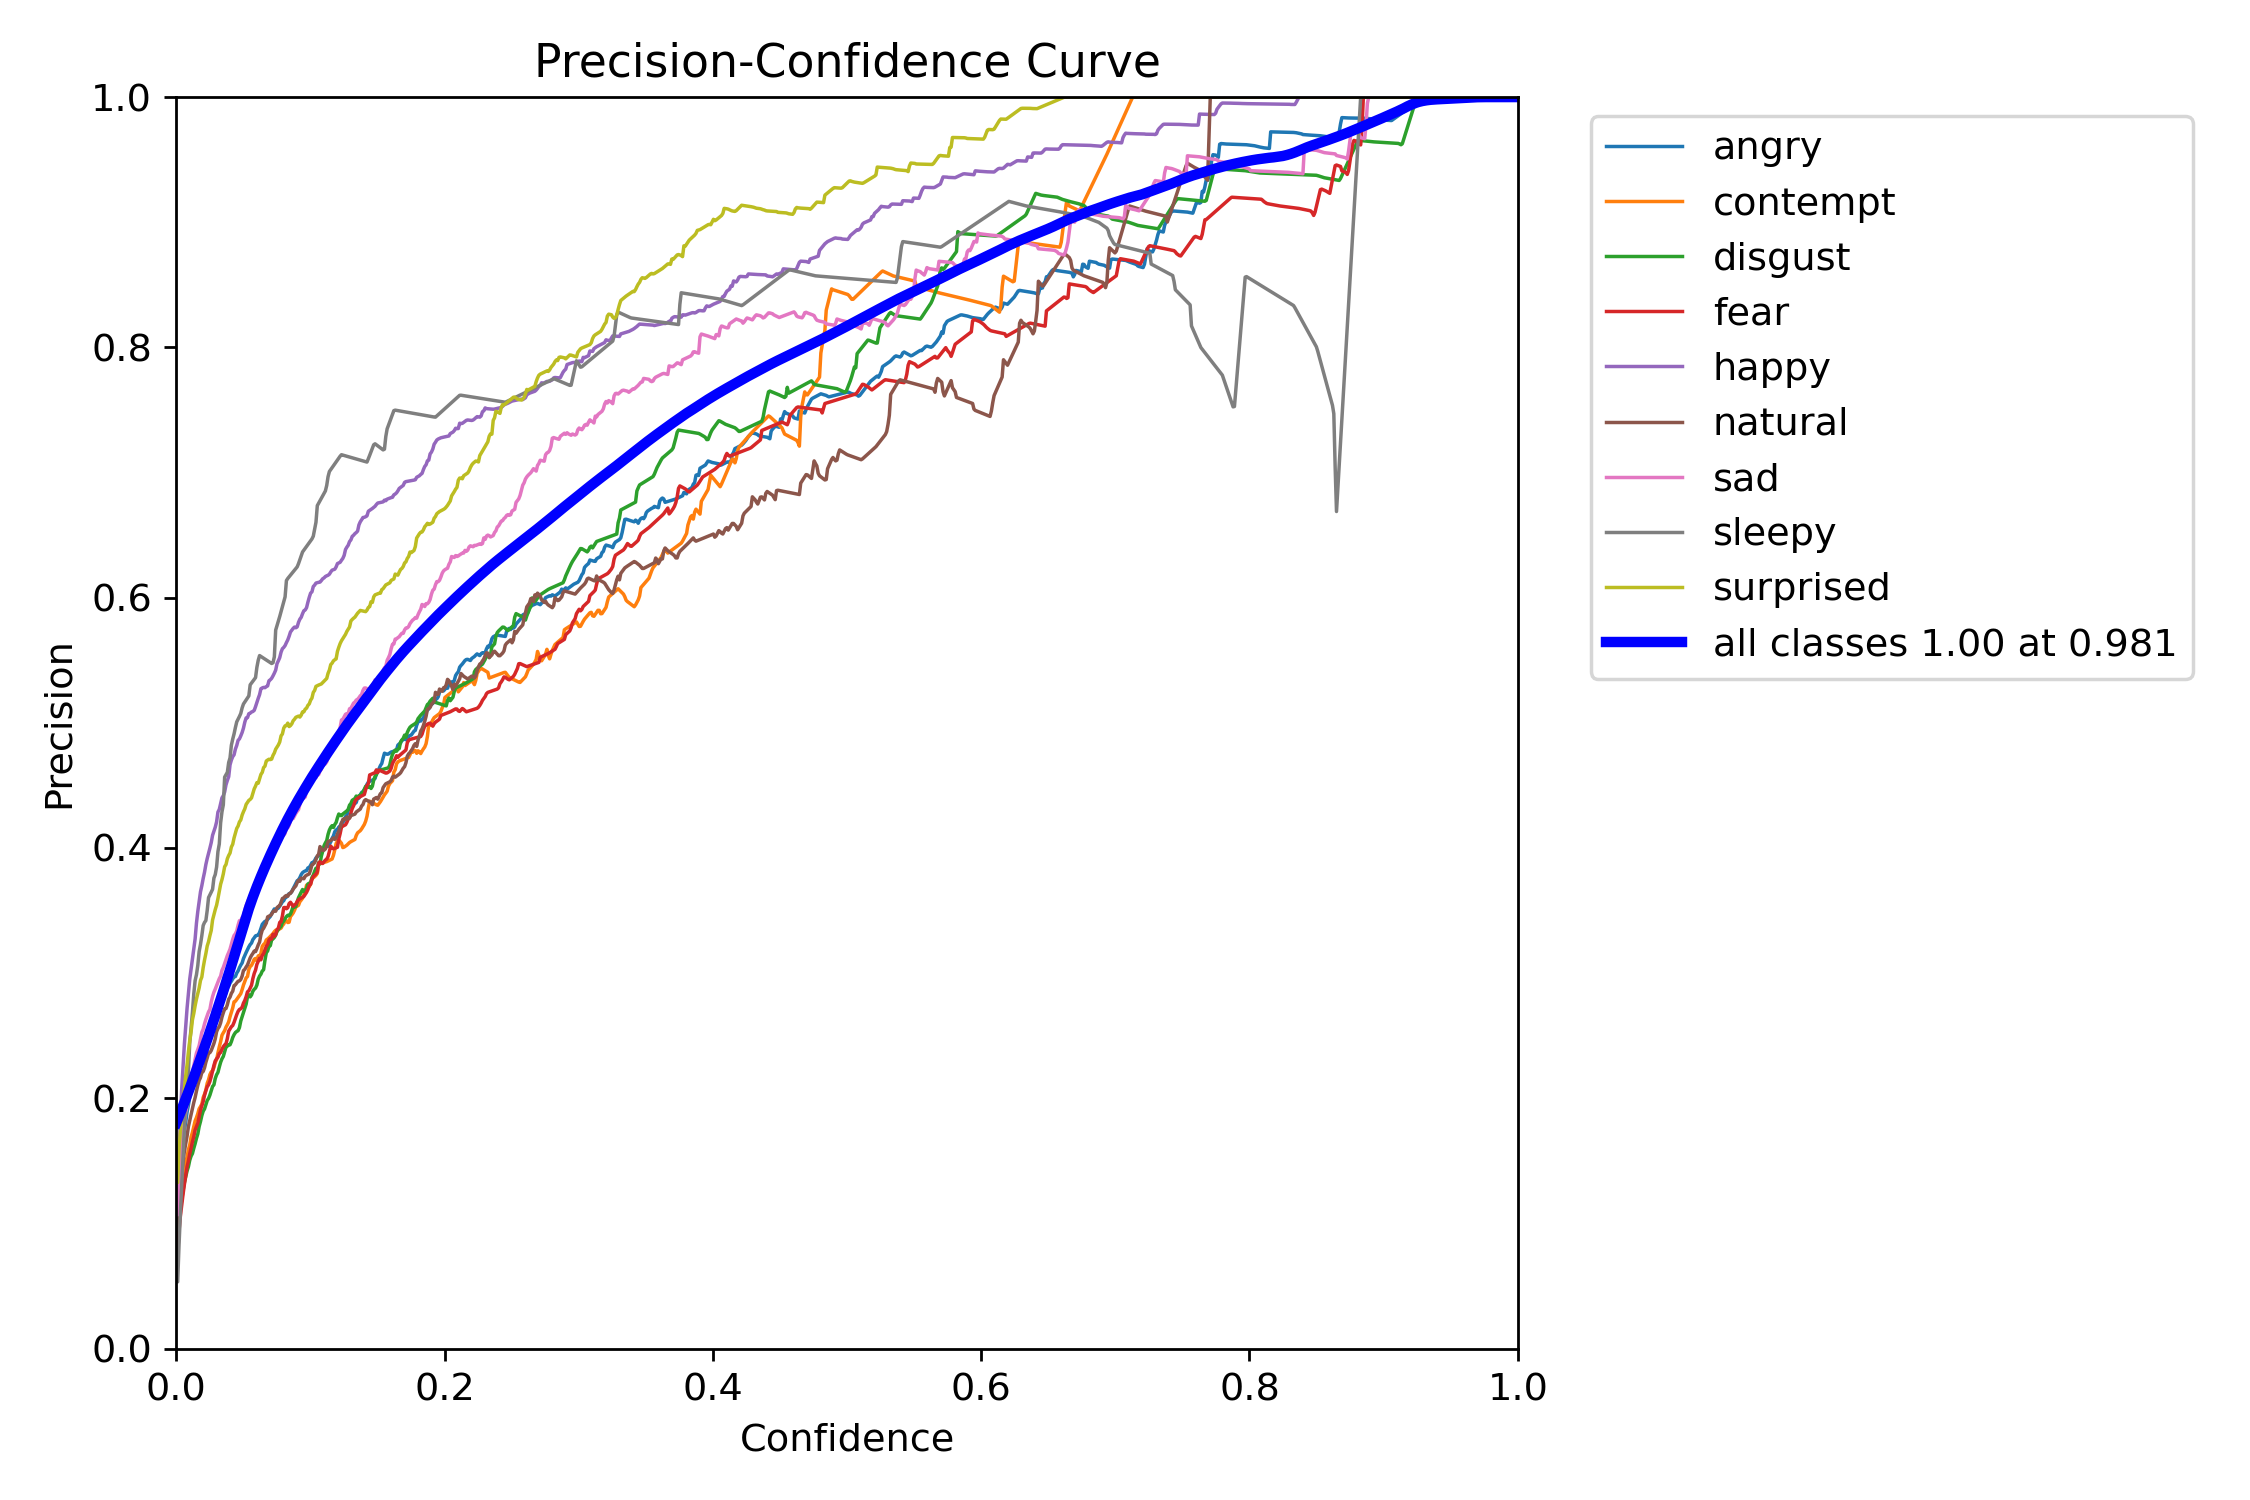 Precision-Confidence Curve
1.0
0.8
0.6
0.4
0.2
0.0
Precision
0.0 0.2 0.4 0.6 0.8 1.0
Confidence
angry
contempt
disgust
fear
happy
natural
sad
sleepy
surprised
all classes 1.00 at 0.981